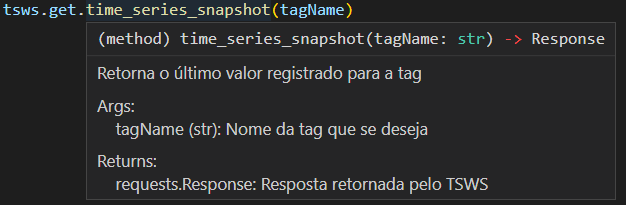 tsws.get.time_series_snapshot(tagName)
(method) time_series_snapshot(tagName: str) -> Response
Retorna o último valor registrado para a tag
Args:
tagName (str): Nome da tag que se deseja
Returns:
requests.Response: Resposta retornada pelo TSWS